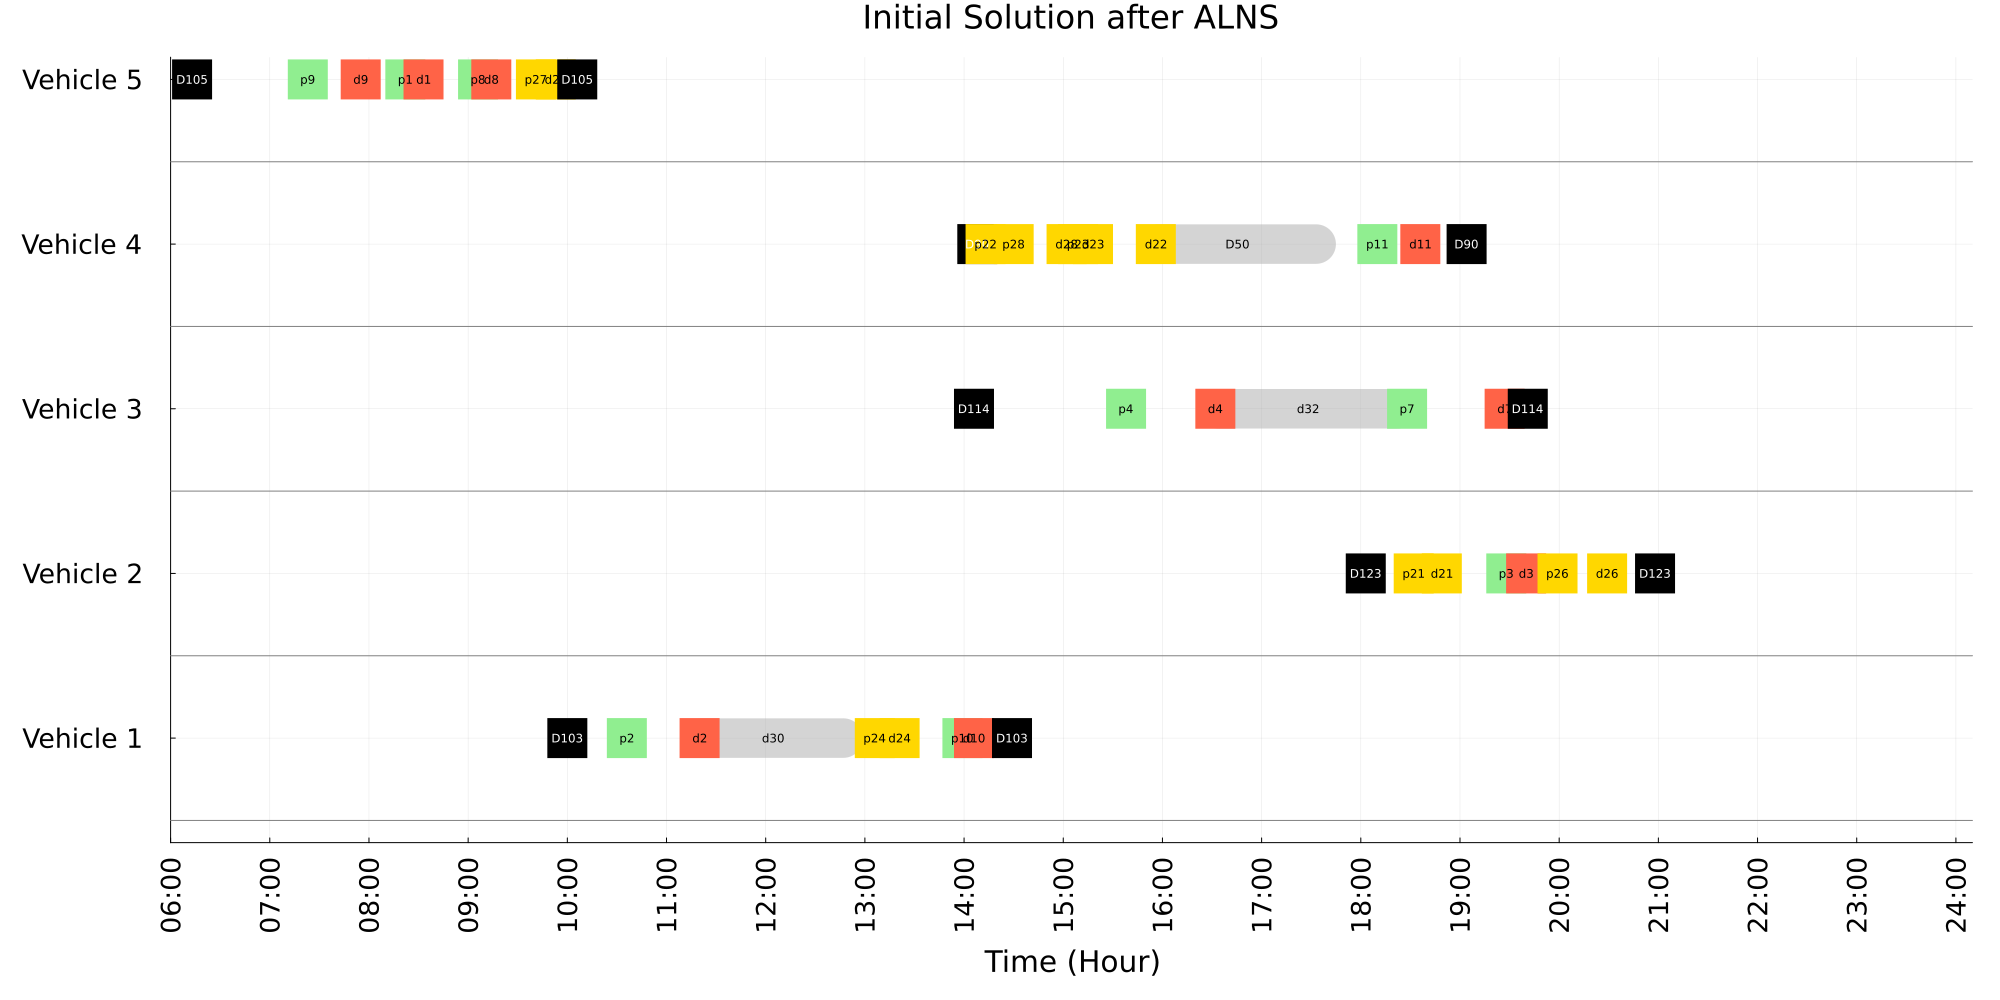 Initial Solution after ALNS
Vehicle 5
D105 p9 d9 p1 d1 p8 d8 p27 D105
Vehicle 4
p22 p28 d28 d22 D50 p11 d11 D90
Vehicle 3
D114 p4 d4 d32 p7 D114
Vehicle 2
D123 p21 d21 p3 d3 p26 d26 D123
Vehicle 1
D103 p2 d2 d30 p24 d24 p10 d10 D103
06:00 07:00 08:00 09:00 10:00 11:00 12:00 13:00 14:00 15:00 16:00 17:00 18:00 19:00 20:00 21:00 22:00 23:00 24:00
Time (Hour)